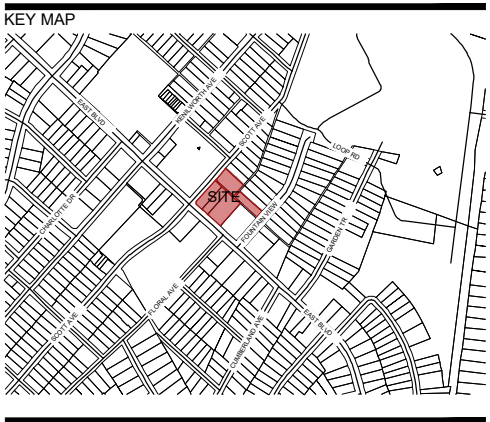 KEY MAP
KENILWORTH AVE
EAST BLVD
SCOTT AVE
LOOP RD
CHARLOTTE DR
SITE
FOUNTAIN VIEW
GARDEN TR
FLORAL AVE
SCOTT AVE
CUMBERLAND AVE
EAST BLVD